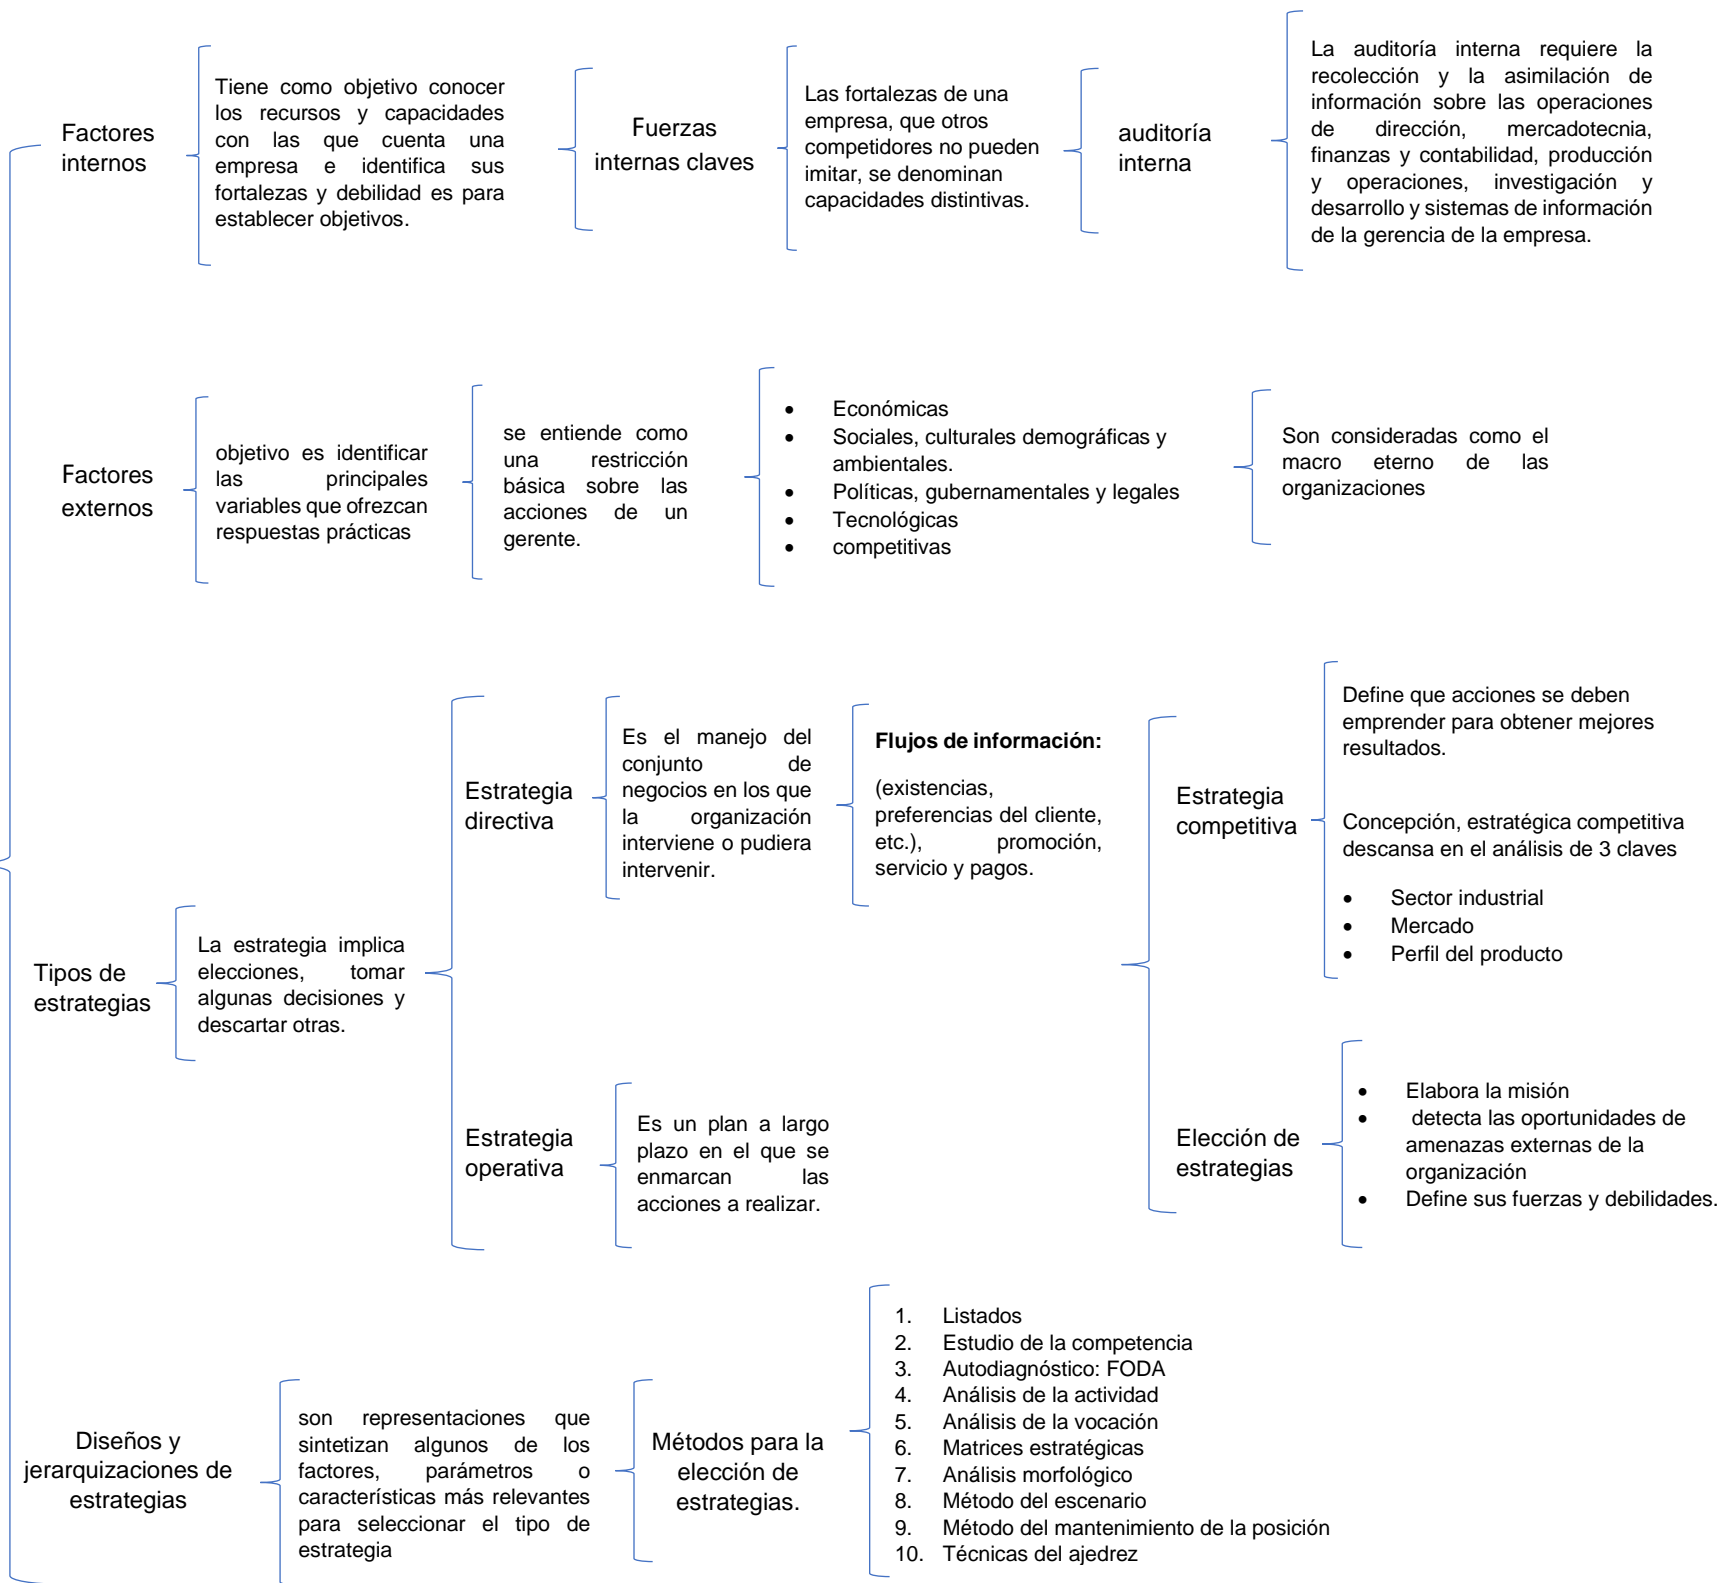 Factores
internos
Tiene como objetivo conocer
los recursos y capacidades
con las que cuenta una
empresa e identifica sus
fortalezas y debilidad es para
establecer objetivos.
Fuerzas
internas claves
Las fortalezas de una
empresa, que otros
competidores no pueden
imitar, se denominan
capacidades distintivas.
auditoría
interna
La auditoría interna requiere la
recolección y la asimilación de
información sobre las operaciones
de dirección, mercadotecnia,
finanzas y contabilidad, producción
y operaciones, investigación y
desarrollo y sistemas de información
de la gerencia de la empresa.
Factores
externos
objetivo es identificar
las principales
variables que ofrezcan
respuestas prácticas
se entiende como
una restricción
básica sobre las
acciones de un
gerente.
• Económicas
• Sociales, culturales demográficas y
ambientales.
• Políticas, gubernamentales y legales
• Tecnológicas
• competitivas
Son consideradas como el
macro eterno de las
organizaciones
Tipos de
estrategias
La estrategia implica
elecciones, tomar
algunas decisiones y
descartar otras.
Estrategia
directiva
Es el manejo del
conjunto de
negocios en los que
la organización
interviene o pudiera
intervenir.
Flujos de información:
(existencias,
preferencias del cliente,
etc.), promoción,
servicio y pagos.
Estrategia
operativa
Es un plan a largo
plazo en el que se
enmarcan las
acciones a realizar.
Estrategia
competitiva
Define que acciones se deben
emprender para obtener mejores
resultados.
Concepción, estratégica competitiva
descansa en el análisis de 3 claves
• Sector industrial
• Mercado
• Perfil del producto
Elección de
estrategias
• Elabora la misión
• detecta las oportunidades de
amenazas externas de la
organización
• Define sus fuerzas y debilidades.
Diseños y
jerarquizaciones de
estrategias
son representaciones que
sintetizan algunos de los
factores, parámetros o
características más relevantes
para seleccionar el tipo de
estrategia
Métodos para la
elección de
estrategias.
1. Listados
2. Estudio de la competencia
3. Autodiagnóstico: FODA
4. Análisis de la actividad
5. Análisis de la vocación
6. Matrices estratégicas
7. Análisis morfológico
8. Método del escenario
9. Método del mantenimiento de la posición
10. Técnicas del ajedrez